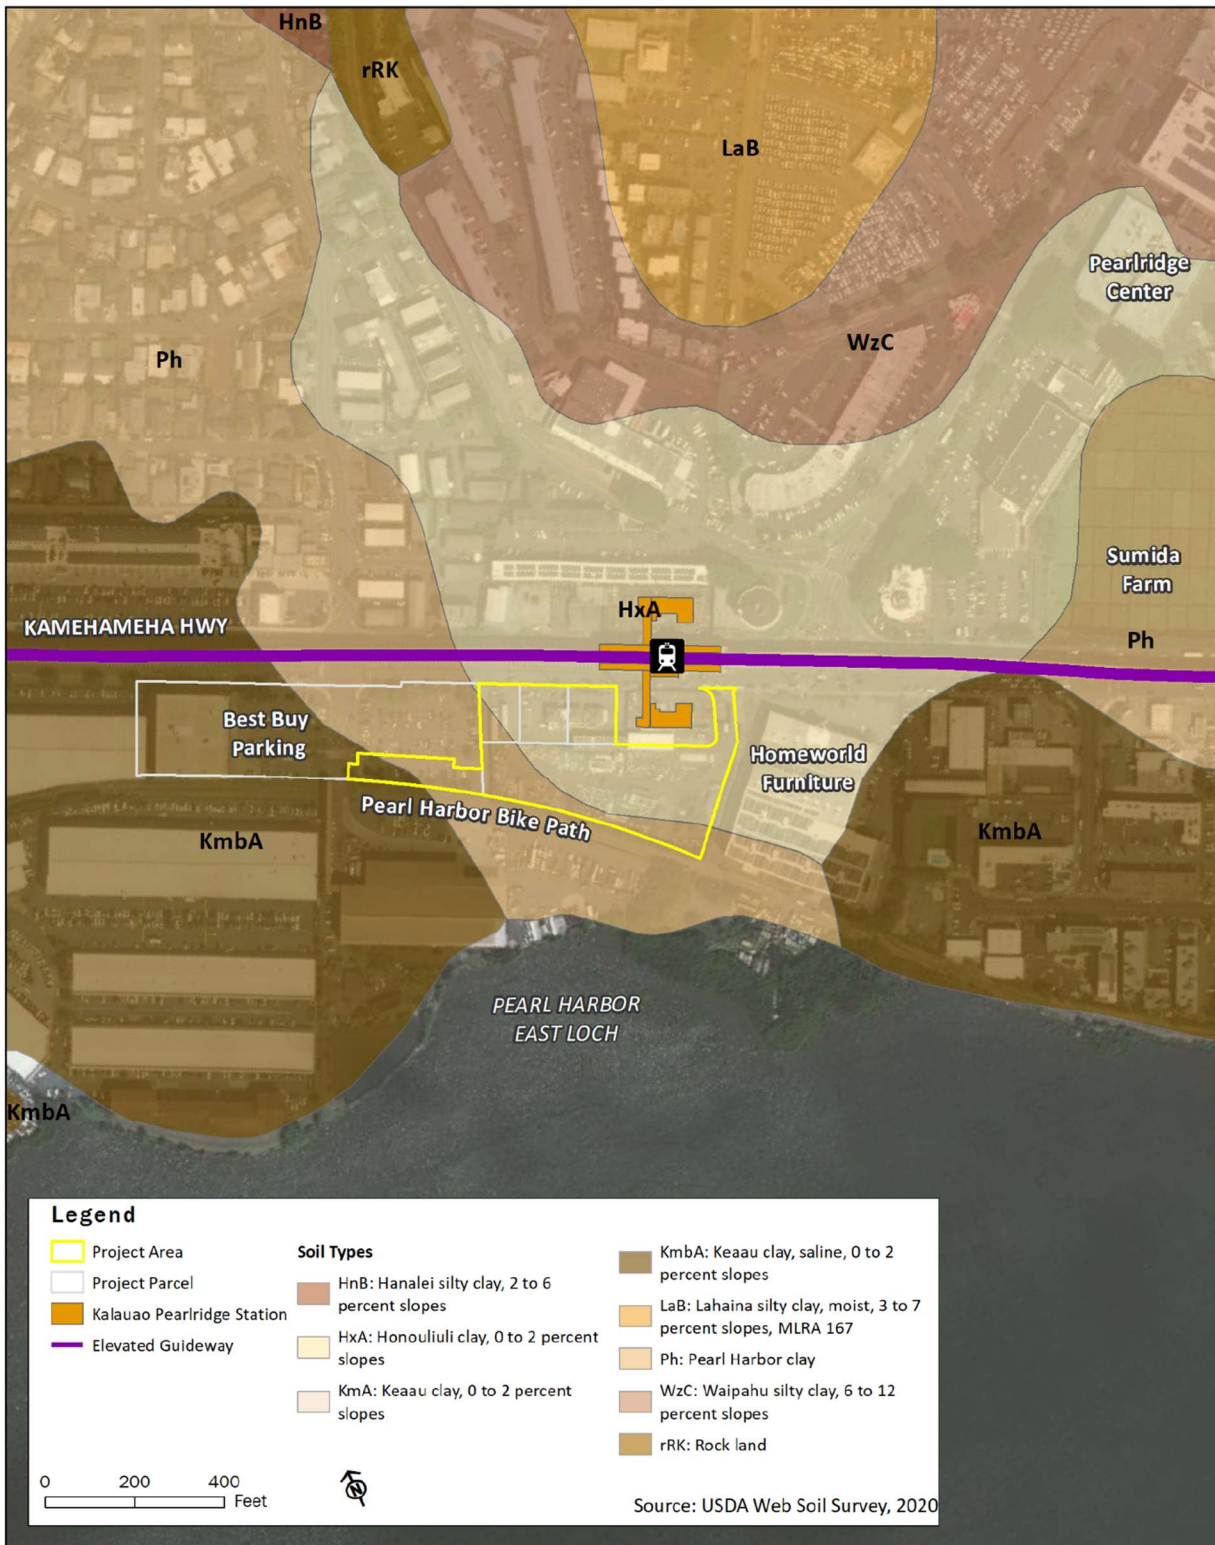 HnB
rRK
LaB
Pearlridge
Center
WzC
Ph
Sumida
Farm
HxA
KAMEHAMEHA HWY
Ph
Best Buy
Parking
Homeworld
Furniture
Pearl Harbor Bike Path
KmbA
KmbA
PEARL HARBOR
EAST LOCH
KmbA
Legend
Project Area
Project Parcel
Kalauao Pearlridge Station
Elevated Guideway
Soil Types
HnB: Hanalei silty clay, 2 to 6
percent slopes
HxA: Honouliuli clay, 0 to 2 percent
slopes
KmA: Keaau clay, 0 to 2 percent
slopes
KmbA: Keaau clay, saline, 0 to 2
percent slopes
LaB: Lahaina silty clay, moist, 3 to 7
percent slopes, MLRA 167
Ph: Pearl Harbor clay
WzC: Waipahu silty clay, 6 to 12
percent slopes
rRK: Rock land
0 200 400
Feet
N
Source: USDA Web Soil Survey, 2020